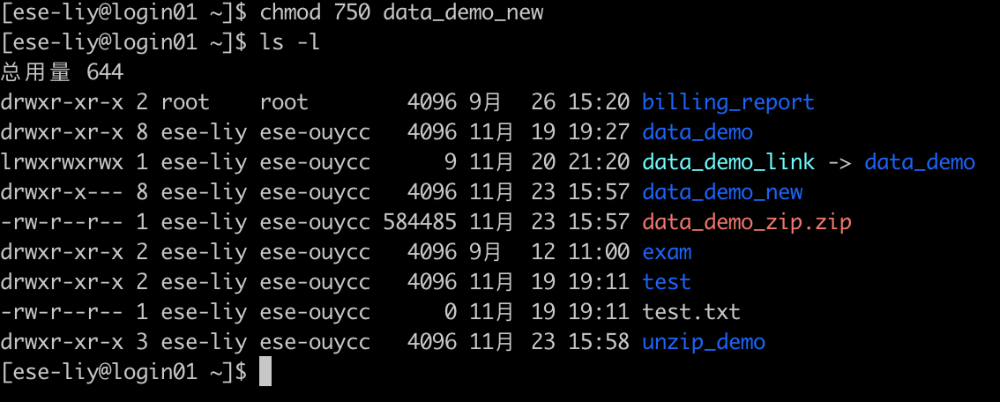 [ese-liy@login01 ~]$ chmod 750 data_demo_new
[ese-liy@login01 ~]$ ls -l
总用量 644
drwxr-xr-x 2 root    root        4096 9月  26 15:20 billing_report
drwxr-xr-x 8 ese-liy ese-ouycc   4096 11月 19 19:27 data_demo
lrwxrwxrwx 1 ese-liy ese-ouycc      9 11月 20 21:20 data_demo_link -> data_demo
drwxr-x--- 8 ese-liy ese-ouycc   4096 11月 23 15:57 data_demo_new
-rw-r--r-- 1 ese-liy ese-ouycc 584485 11月 23 15:57 data_demo_zip.zip
drwxr-xr-x 2 ese-liy ese-ouycc   4096 9月  12 11:00 exam
drwxr-xr-x 2 ese-liy ese-ouycc   4096 11月 19 19:11 test
-rw-r--r-- 1 ese-liy ese-ouycc      0 11月 19 19:11 test.txt
drwxr-xr-x 3 ese-liy ese-ouycc   4096 11月 23 15:58 unzip_demo
[ese-liy@login01 ~]$